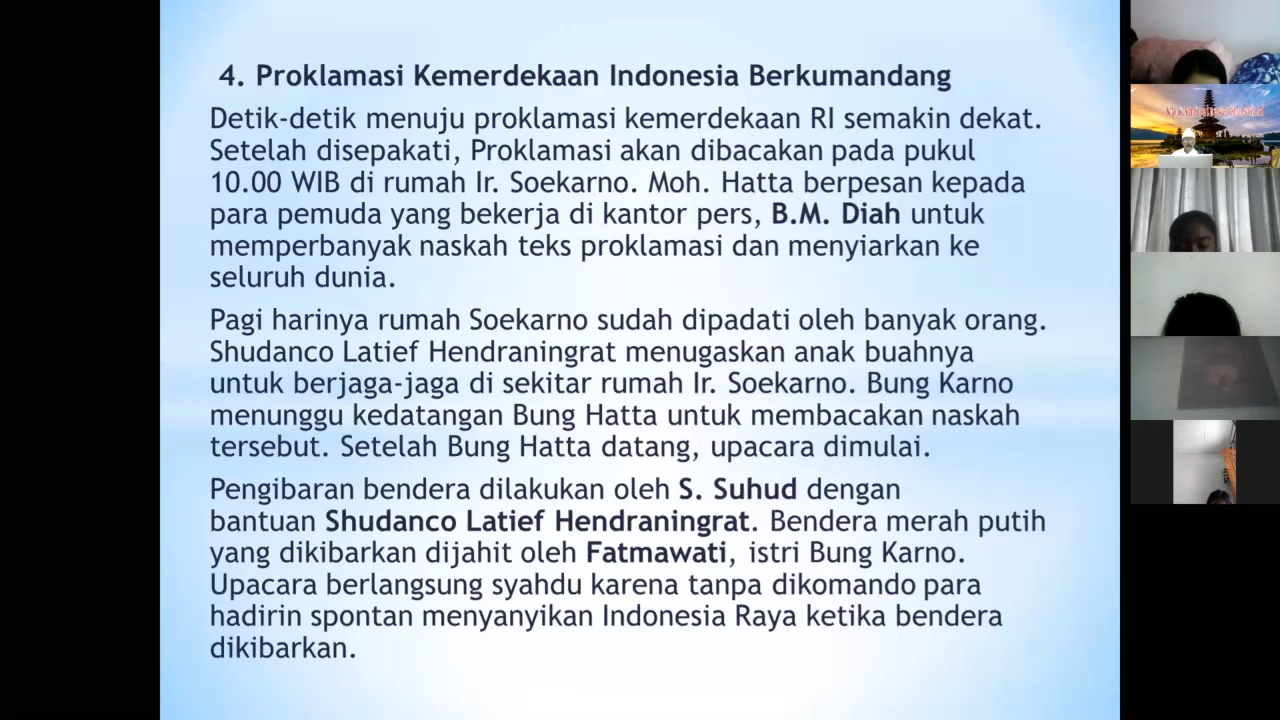 4. Proklamasi Kemerdekaan Indonesia Berkumandang
Detik-detik menuju proklamasi kemerdekaan RI semakin dekat.
Setelah disepakati, Proklamasi akan dibacakan pada pukul
10.00 WIB di rumah Ir. Soekarno. Moh. Hatta berpesan kepada
para pemuda yang bekerja di kantor pers, B.M. Diah untuk
memperbanyak naskah teks proklamasi dan menyiarkan ke
seluruh dunia.
Pagi harinya rumah Soekarno sudah dipadati oleh banyak orang.
Shudanco Latief Hendraningrat menugaskan anak buahnya
untuk berjaga-jaga di sekitar rumah Ir. Soekarno. Bung Karno
menunggu kedatangan Bung Hatta untuk membacakan naskah
tersebut. Setelah Bung Hatta datang, upacara dimulai.
Pengibaran bendera dilakukan oleh S. Suhud dengan
bantuan Shudanco Latief Hendraningrat. Bendera merah putih
yang dikibarkan dijahit oleh Fatmawati, istri Bung Karno.
Upacara berlangsung syahdu karena tanpa dikomando para
hadirin spontan menyanyikan Indonesia Raya ketika bendera
dikibarkan.